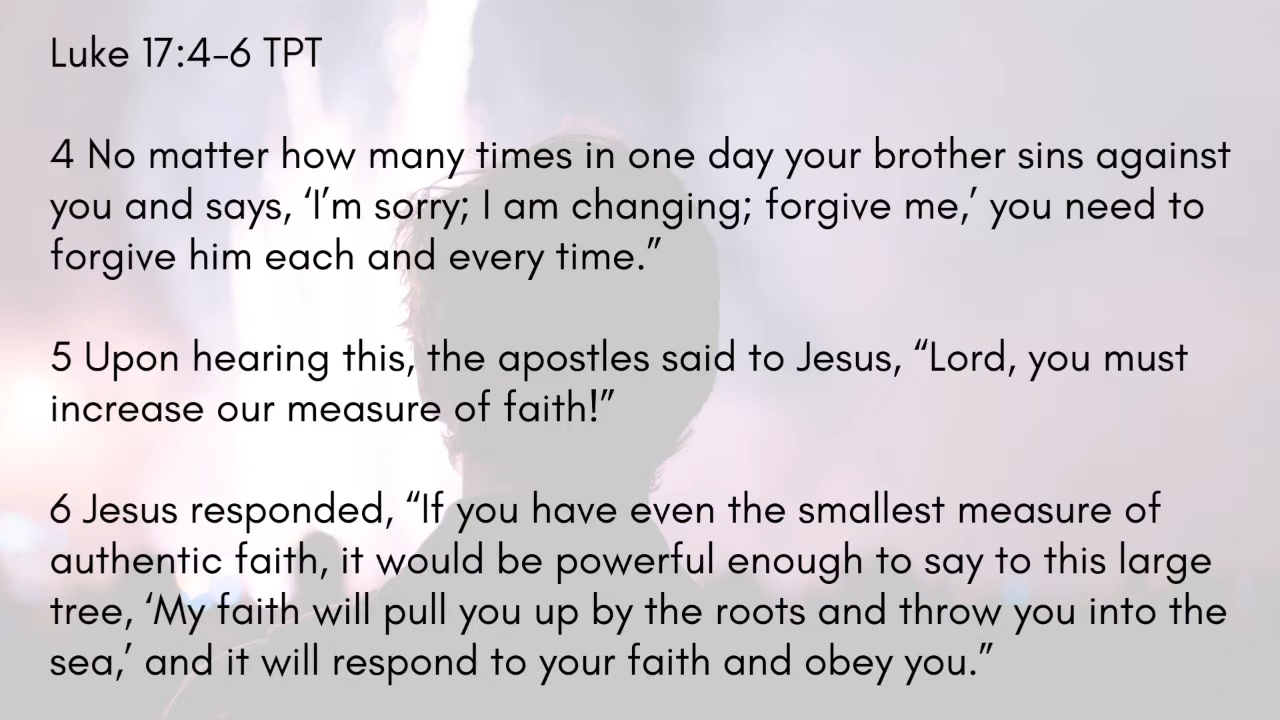 Luke 17:4–6 TPT
4 No matter how many times in one day your brother sins against
you and says, ‘I’m sorry; I am changing; forgive me,’ you need to
forgive him each and every time.”
5 Upon hearing this, the apostles said to Jesus, “Lord, you must
increase our measure of faith!”
6 Jesus responded, “If you have even the smallest measure of
authentic faith, it would be powerful enough to say to this large
tree, ‘My faith will pull you up by the roots and throw you into the
sea,’ and it will respond to your faith and obey you.”